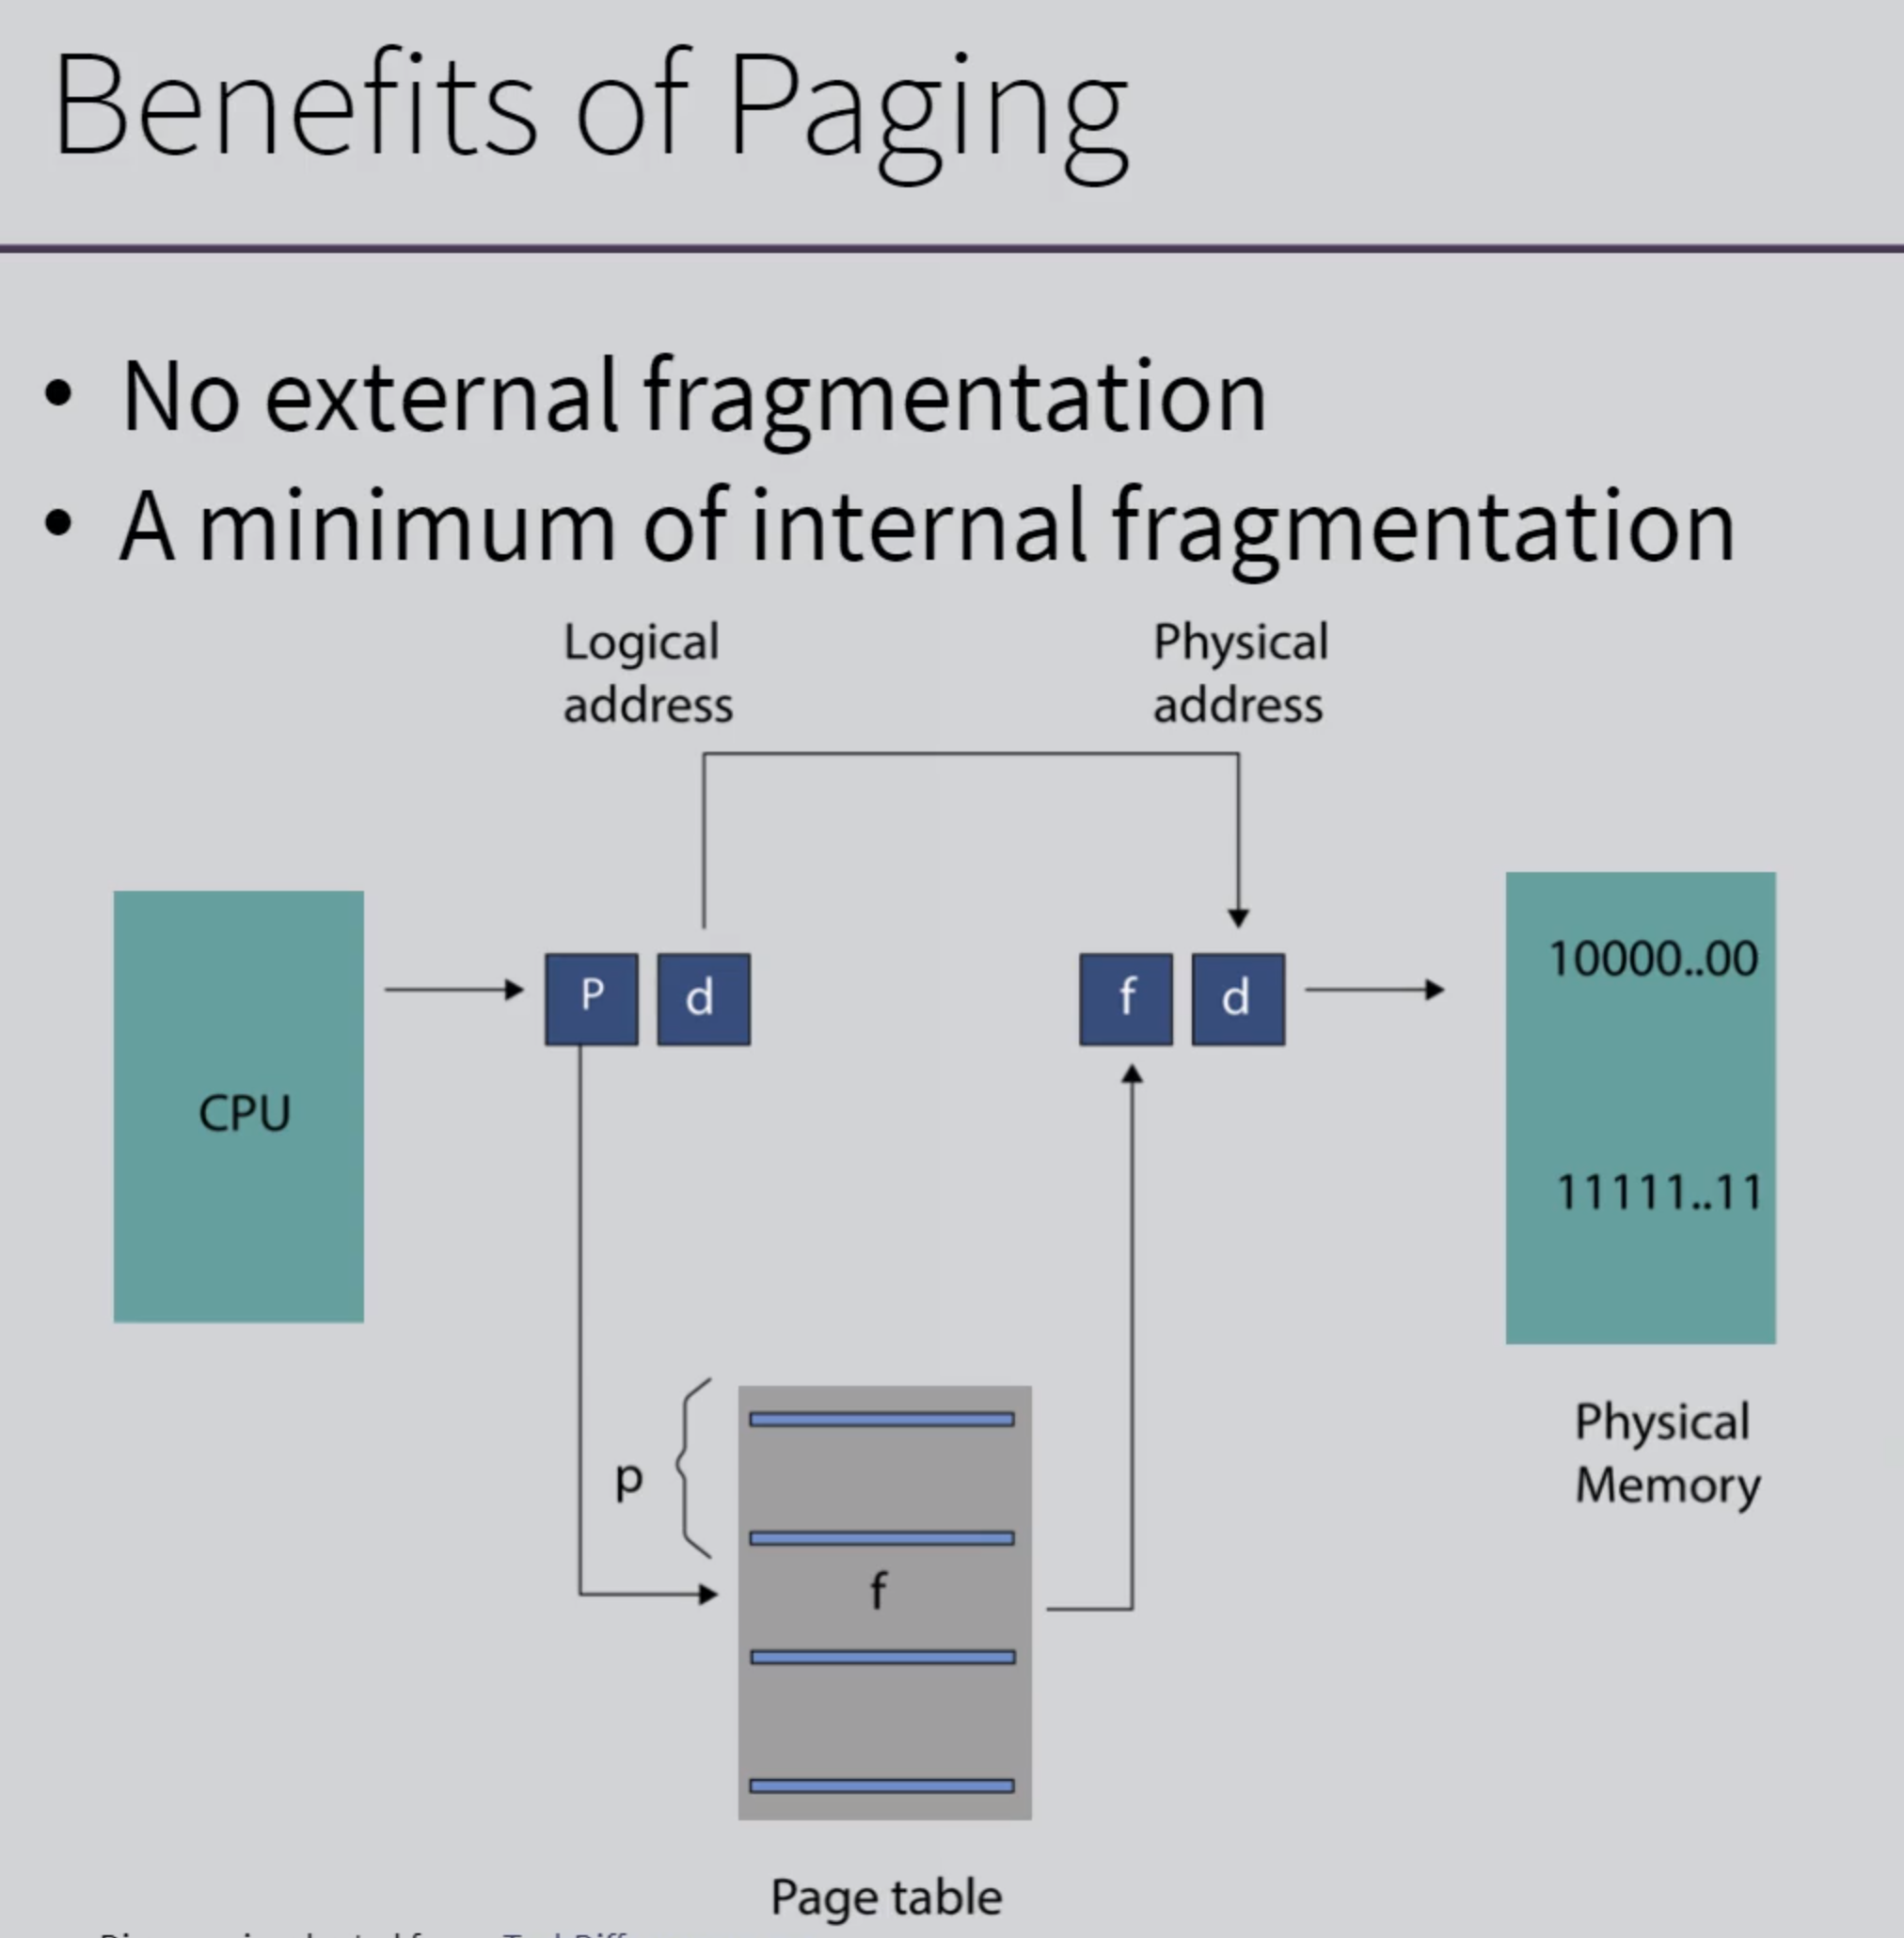 Benefits of Paging
• No external fragmentation
• A minimum of internal fragmentation
Logical
address
Physical
address
P
d
f
d
10000..00
CPU
11111..11
p
f
Physical
Memory
Page table